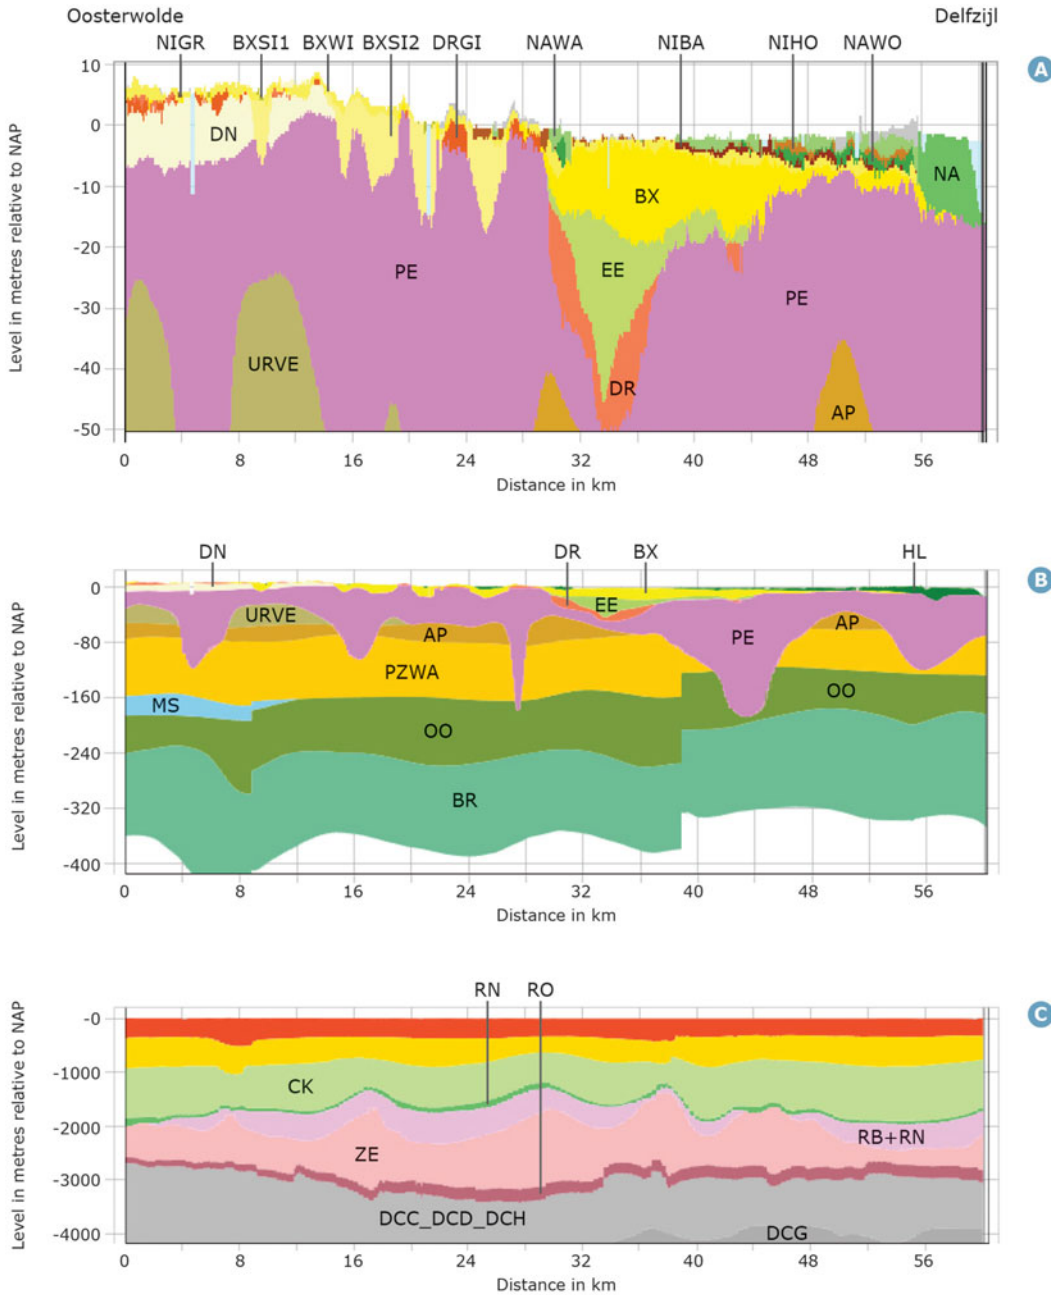 Oosterwolde Delfzijl
NIGR BXSI1 BXWI BXSI2 DRGI NAWA NIBA NIHO NAWO
A
Level in metres relative to NAP
10
0
-10
-20
-30
-40
-50
DN
NA
BX
EE
PE
PE
URVE
DR
AP
0 8 16 24 32 40 48 56
Distance in km
DN DR BX HL
B
Level in metres relative to NAP
0
-80
-160
-240
-320
-400
EE
URVE
AP
AP
PE
PZWA
MS
OO
OO
BR
0 8 16 24 32 40 48 56
Distance in km
RN RO
C
Level in metres relative to NAP
-0
-1000
-2000
-3000
-4000
CK
RB+RN
ZE
DCC_DCD_DCH
DCG
0 8 16 24 32 40 48 56
Distance in km